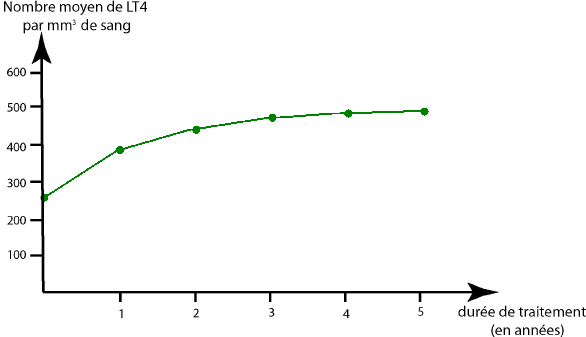 Nombre moyen de LT4
par mm³ de sang
600
500
400
300
200
100
1 2 3 4 5
durée de traitement
(en années)